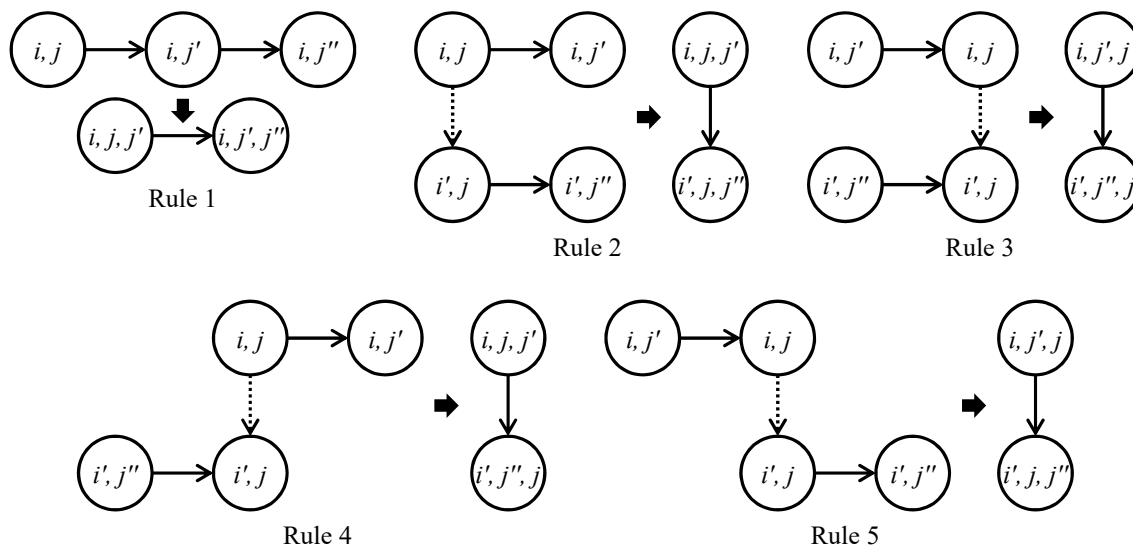 i, j
i, j'
i, j''
i, j, j'
i, j', j''
Rule 1
i, j
i, j'
i, j, j'
i', j
i', j''
i', j, j''
Rule 2
i, j'
i, j
i, j', j
i', j''
i', j
i', j'', j
Rule 3
i, j
i, j'
i, j, j'
i', j''
i', j
i', j'', j
Rule 4
i, j'
i, j
i, j', j
i', j
i', j''
i', j, j''
Rule 5